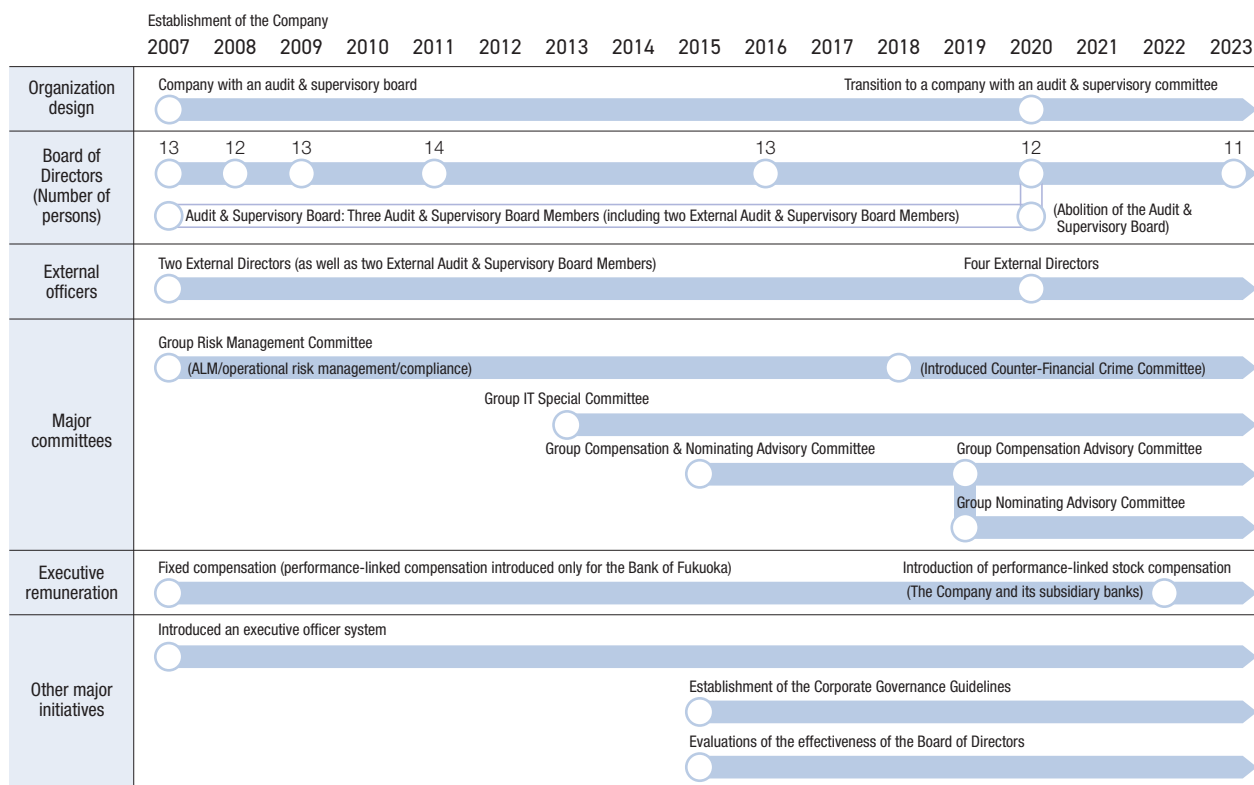 Establishment of the Company
2007 2008 2009 2010 2011 2012 2013 2014 2015 2016 2017 2018 2019 2020 2021 2022 2023
Organization
design
Company with an audit & supervisory board
Transition to a company with an audit & supervisory committee
Board of
Directors
(Number of
persons)
13 12 13 14 13 12 11
Audit & Supervisory Board: Three Audit & Supervisory Board Members (including two External Audit & Supervisory Board Members)
(Abolition of the Audit &
Supervisory Board)
External
officers
Two External Directors (as well as two External Audit & Supervisory Board Members)
Four External Directors
Major
committees
Group Risk Management Committee
(ALM/operational risk management/compliance)
(Introduced Counter-Financial Crime Committee)
Group IT Special Committee
Group Compensation & Nominating Advisory Committee
Group Compensation Advisory Committee
Group Nominating Advisory Committee
Executive
remuneration
Fixed compensation (performance-linked compensation introduced only for the Bank of Fukuoka)
Introduction of performance-linked stock compensation
(The Company and its subsidiary banks)
Other major
initiatives
Introduced an executive officer system
Establishment of the Corporate Governance Guidelines
Evaluations of the effectiveness of the Board of Directors